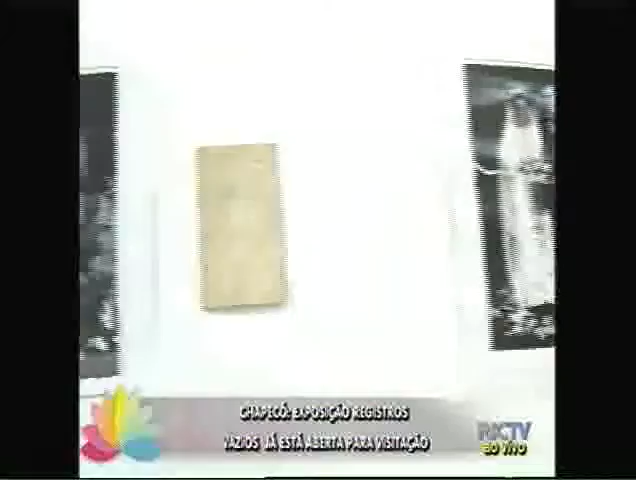 CHAPECÓ: EXPOSIÇÃO REGISTROS
VAZIOS JÁ ESTÁ ABERTA PARA VISITAÇÃO
RICTV
AO VIVO